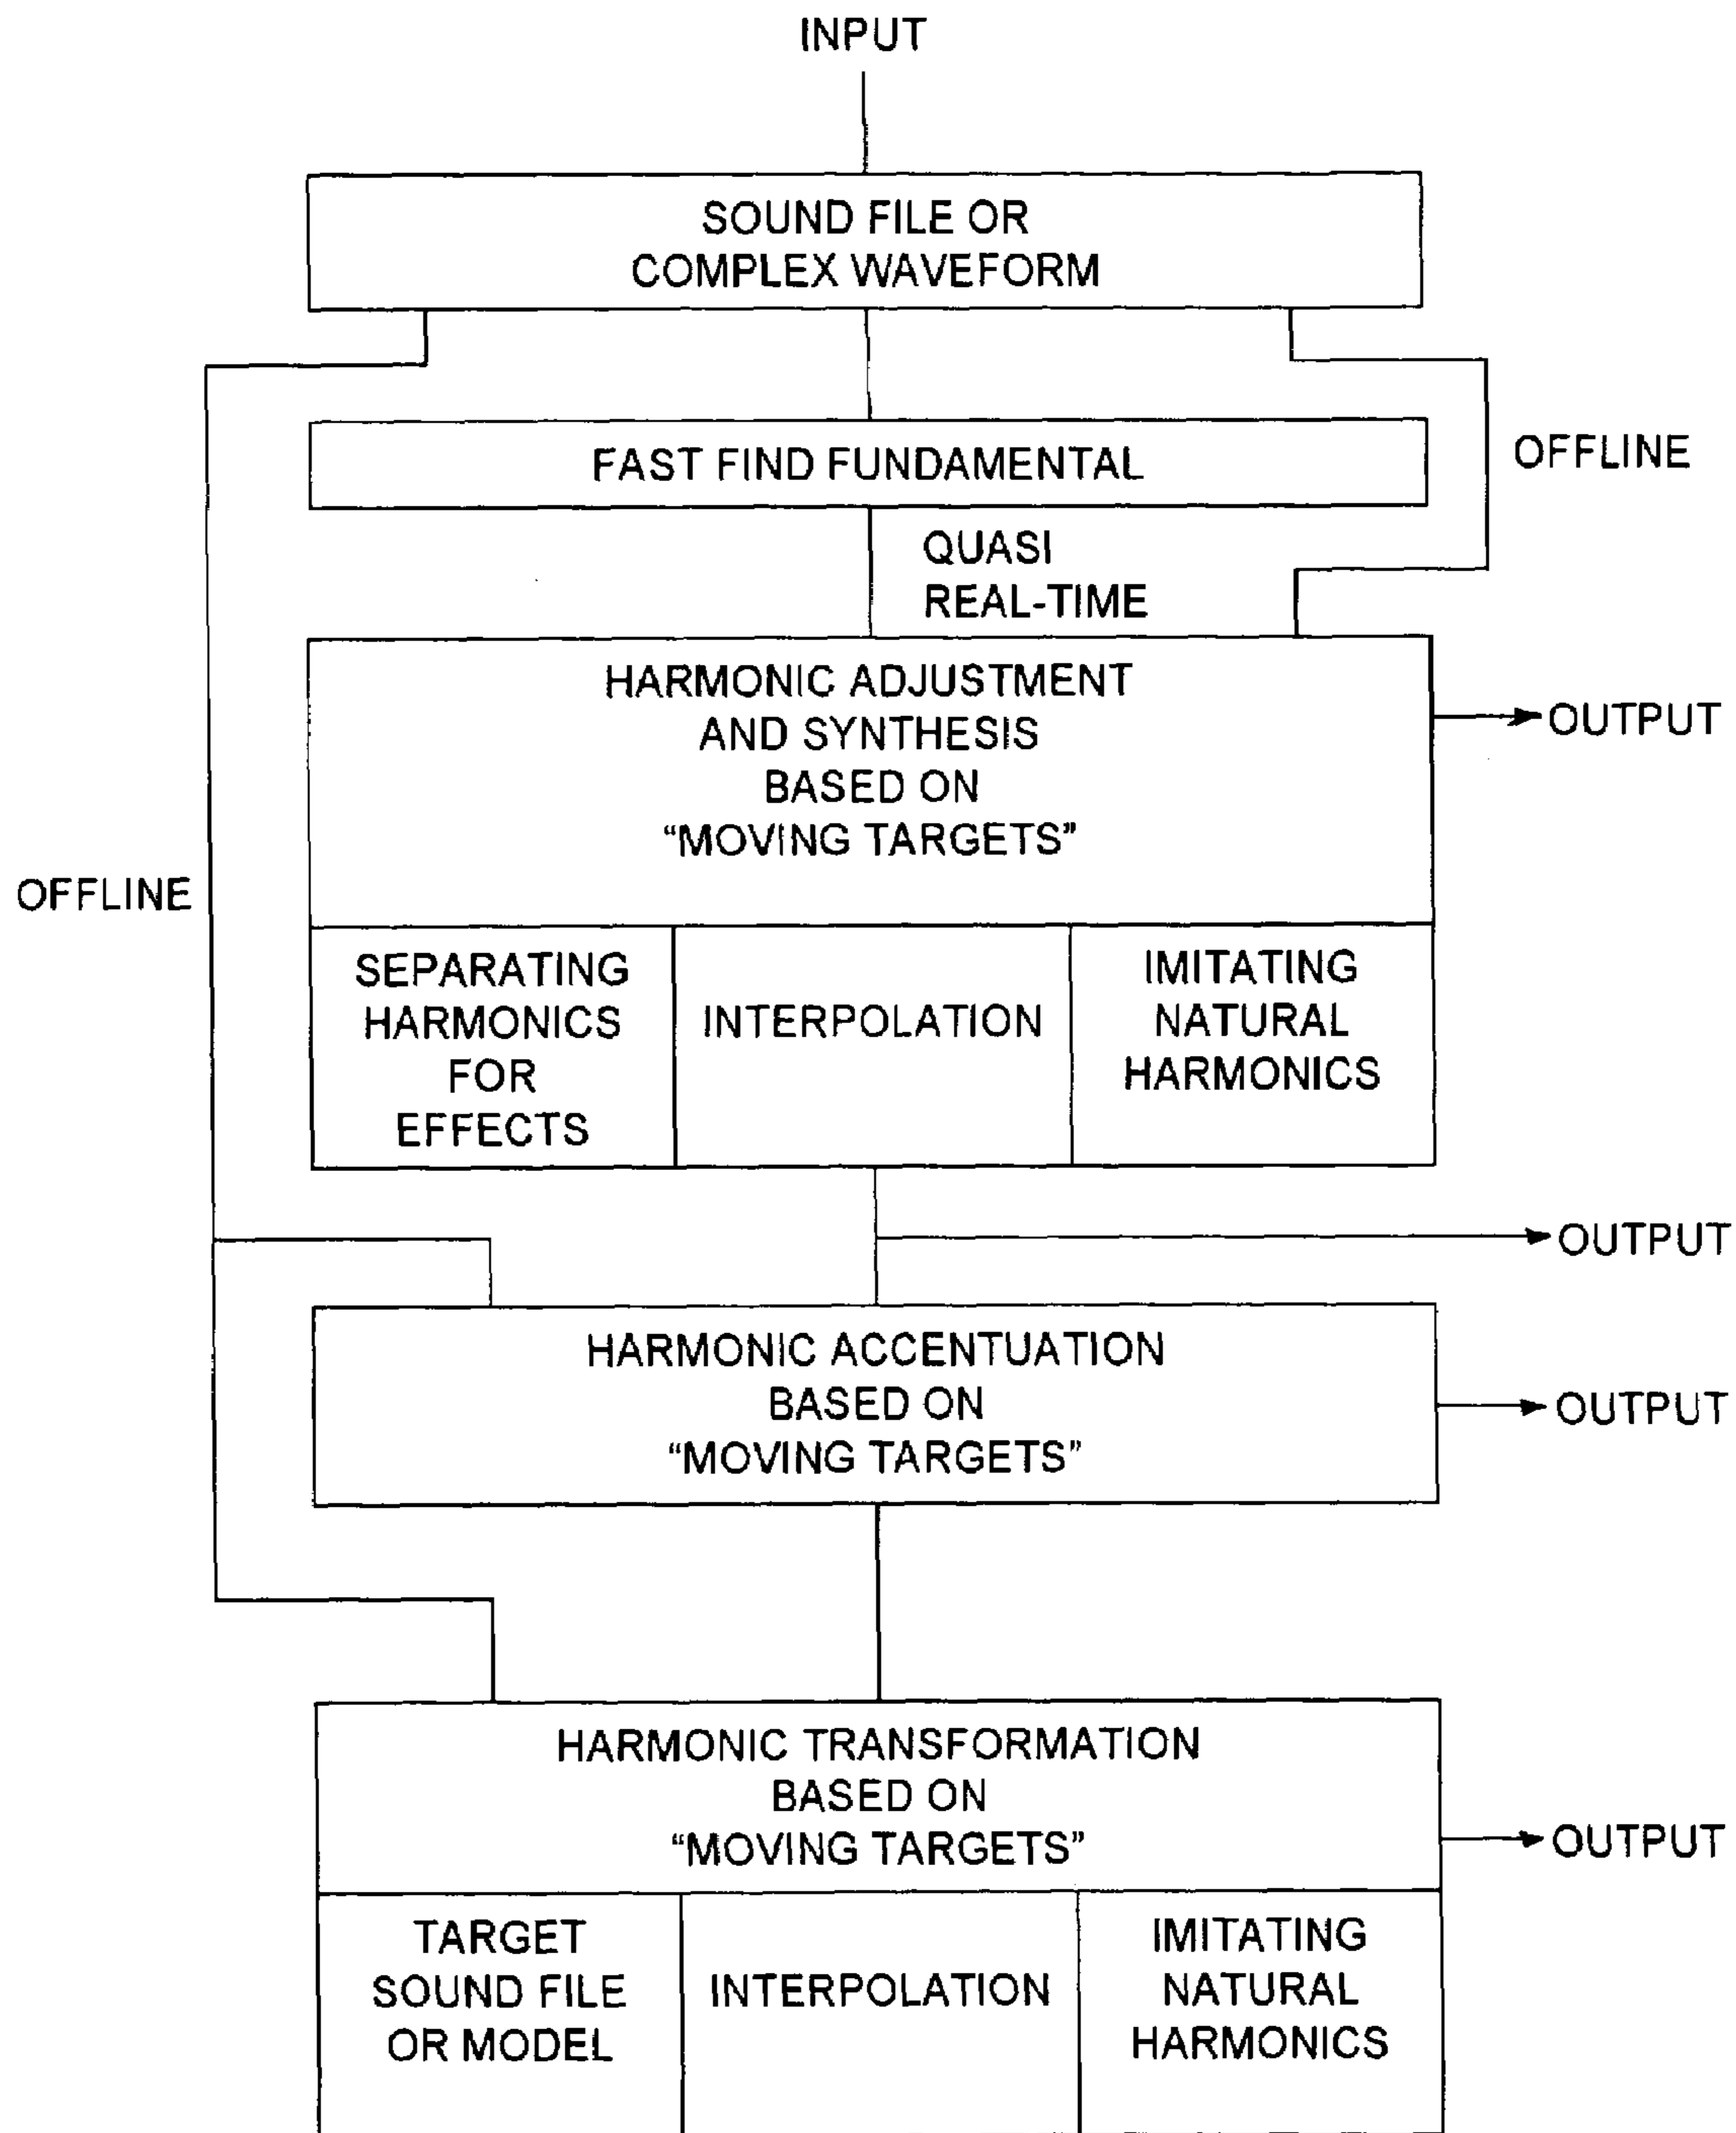 INPUT
SOUND FILE OR
COMPLEX WAVEFORM
FAST FIND FUNDAMENTAL
OFFLINE
QUASI
REAL-TIME
HARMONIC ADJUSTMENT
AND SYNTHESIS
BASED ON
“MOVING TARGETS”
OUTPUT
OFFLINE
SEPARATING
HARMONICS
FOR
EFFECTS
INTERPOLATION
IMITATING
NATURAL
HARMONICS
OUTPUT
HARMONIC ACCENTUATION
BASED ON
“MOVING TARGETS”
OUTPUT
HARMONIC TRANSFORMATION
BASED ON
“MOVING TARGETS”
OUTPUT
TARGET
SOUND FILE
OR MODEL
INTERPOLATION
IMITATING
NATURAL
HARMONICS